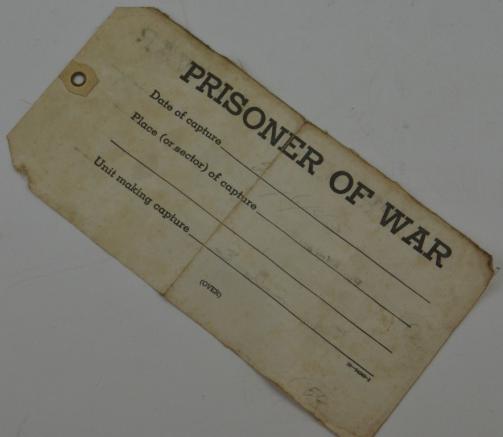 PRISONER OF WAR
Date of capture
Place (or sector) of capture
Unit making capture
(OVER)